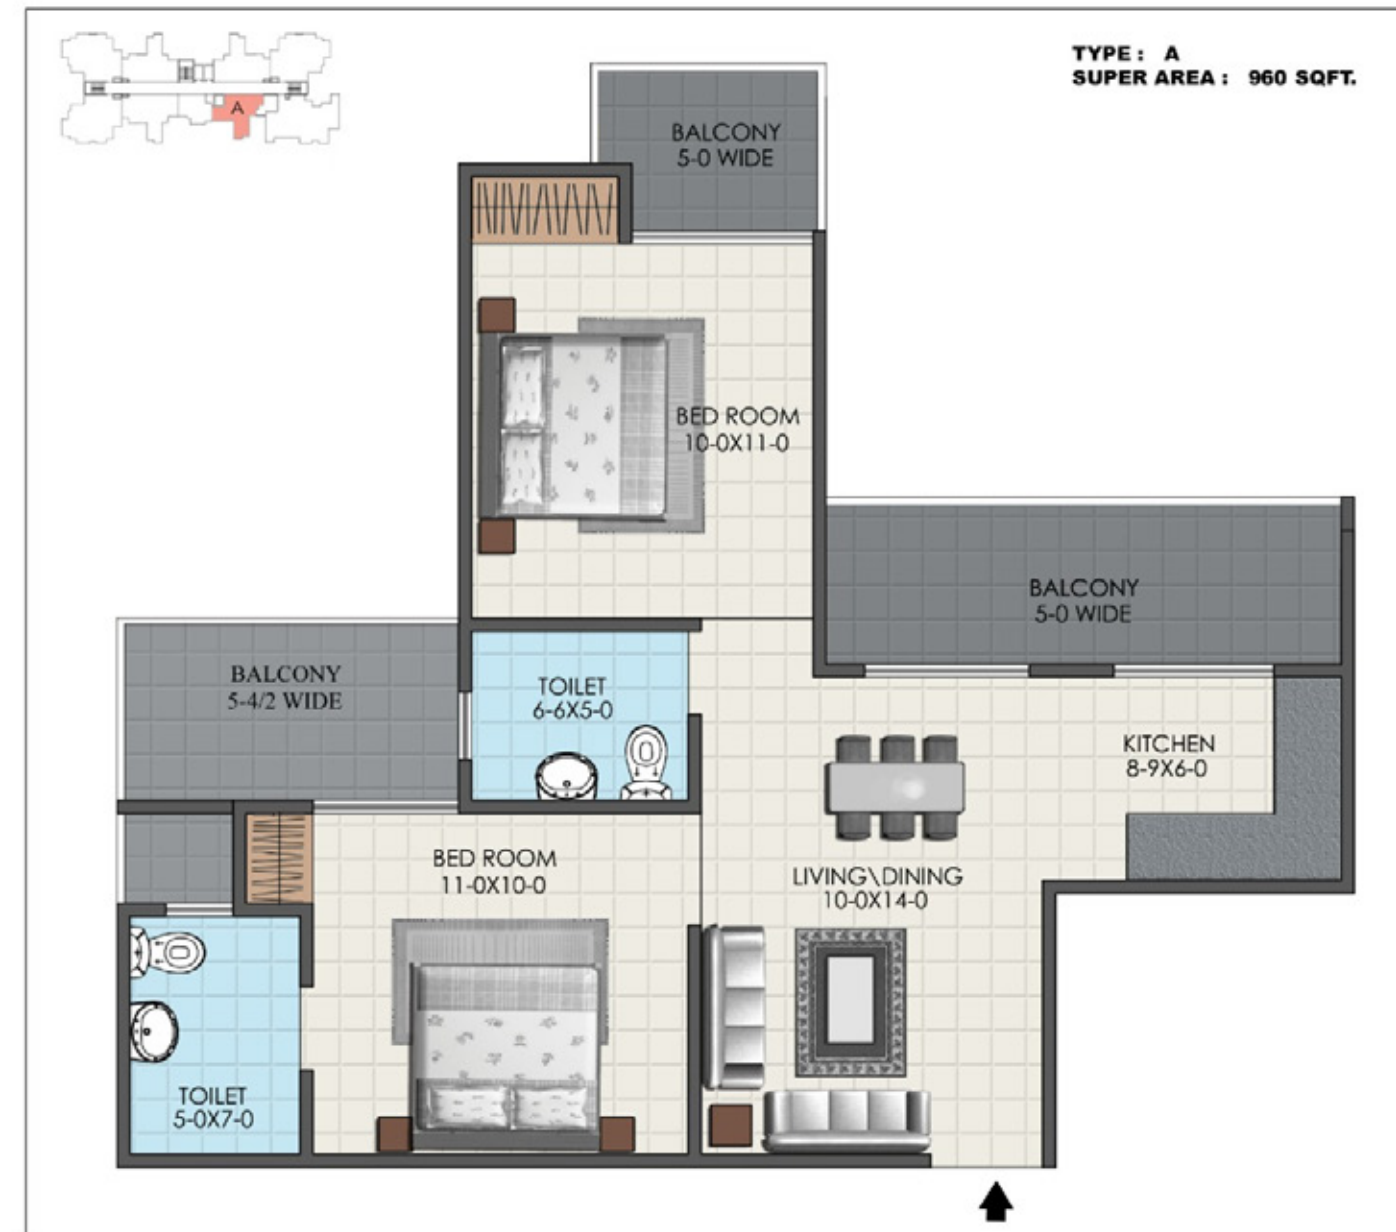 TYPE : A
SUPER AREA : 960 SQFT.
A
BALCONY
5-0 WIDE
BED ROOM
10-0X11-0
BALCONY
5-0 WIDE
BALCONY
5-4/2 WIDE
TOILET
6-6X5-0
KITCHEN
8-9X6-0
BED ROOM
11-0X10-0
LIVING\DINING
10-0X14-0
TOILET
5-0X7-0